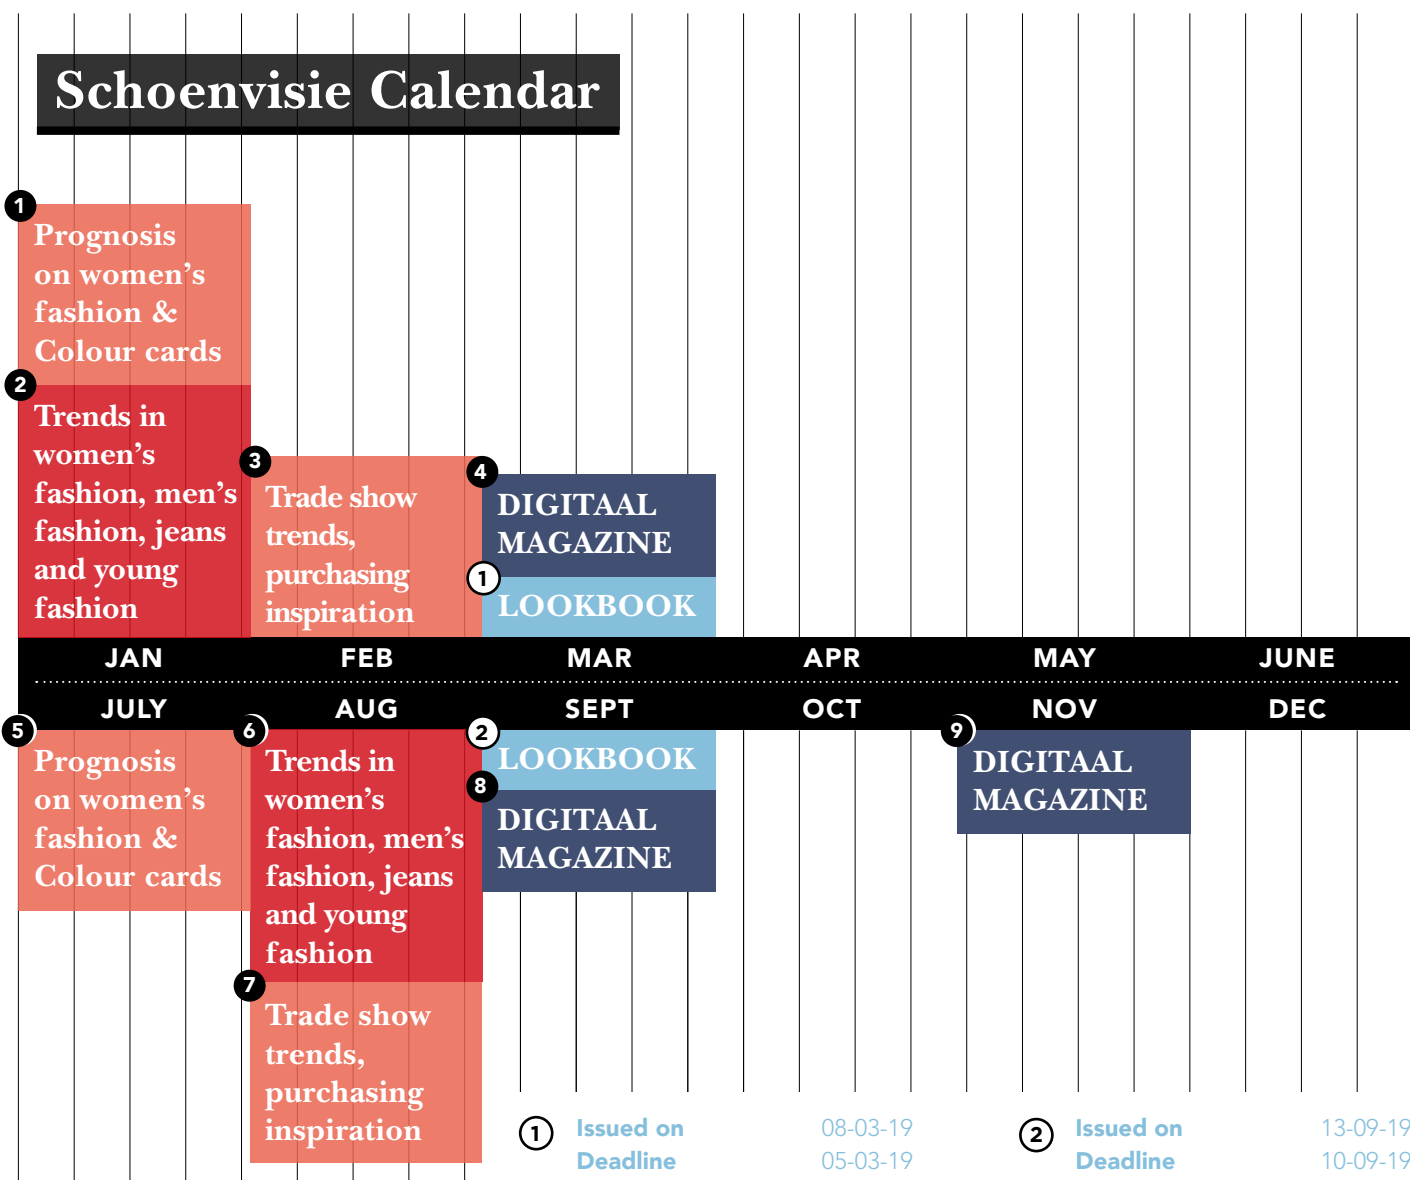 Schoenvisie Calendar
1
Prognosis
on women's
fashion &
Colour cards
2
Trends in
women's
fashion, men's
fashion, jeans
and young
fashion
3
Trade show
trends,
purchasing
inspiration
4
DIGITAAL
MAGAZINE
1
LOOKBOOK
JAN FEB MAR APR MAY JUNE
JULY AUG SEPT OCT NOV DEC
5
Prognosis
on women's
fashion &
Colour cards
6
Trends in
women's
fashion, men's
fashion, jeans
and young
fashion
7
Trade show
trends,
purchasing
inspiration
2
LOOKBOOK
8
DIGITAAL
MAGAZINE
9
DIGITAAL
MAGAZINE
1 Issued on 08-03-19
Deadline 05-03-19
2 Issued on 13-09-19
Deadline 10-09-19